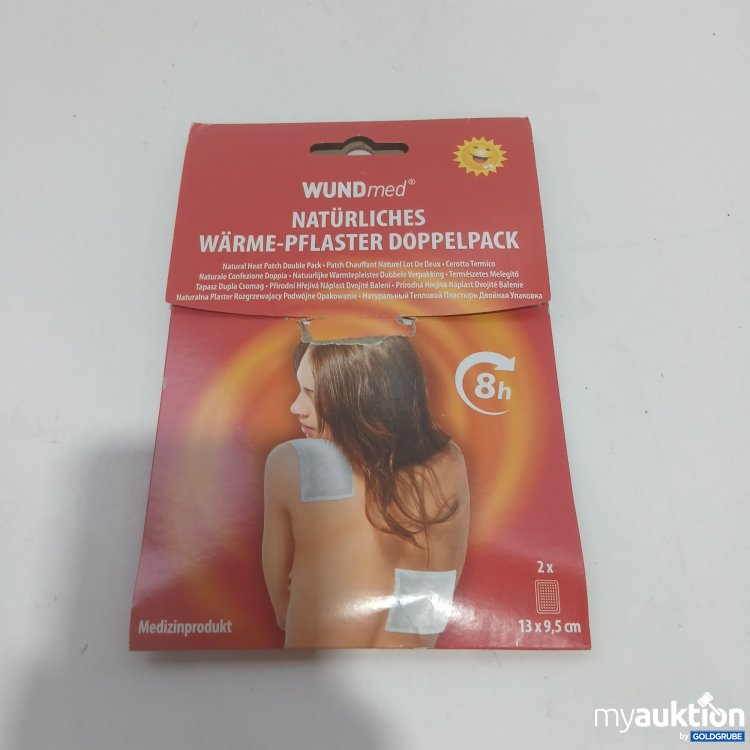 WUNDmed®
NATÜRLICHES
WÄRME-PFLASTER DOPPELPACK
Natural Heat Patch Double Pack • Patch Chauffant Naturel Lot De Deux • Cerotto Termico
Naturale Confezione Doppia • Natuurlijke Warmtepleister Dubbele Verpakking • Természetes Melegítő
Tapasz Dupla Csomag • Přírodní Hřejivá Náplast Dvojité Balení • Prírodná Hrejivá Náplast Dvojité Balenie
Naturalna Plaster Rozgrzewający Podwójne Opakowanie • Натуральный Тепловой Пластырь Двойная Упаковка
8h
2 x
Medizinprodukt
13 x 9,5 cm
myauktion
by GOLDGRUBE